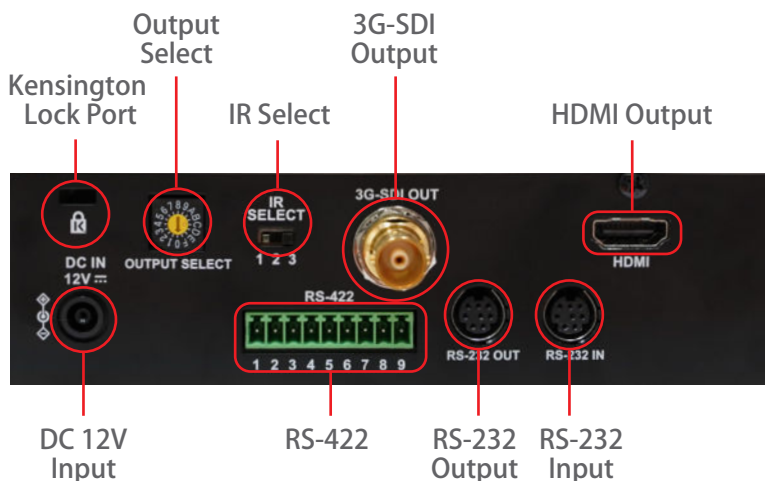 Output
Select
3G-SDI
Output
Kensington
Lock Port
IR Select
HDMI Output
3G-SDI OUT
IR
SELECT
1 2 3
OUTPUT SELECT
HDMI
DC IN
12V
RS-422
1 2 3 4 5 6 7 8 9
RS-232 OUT
RS-232 IN
DC 12V
Input
RS-422
RS-232
Output
RS-232
Input